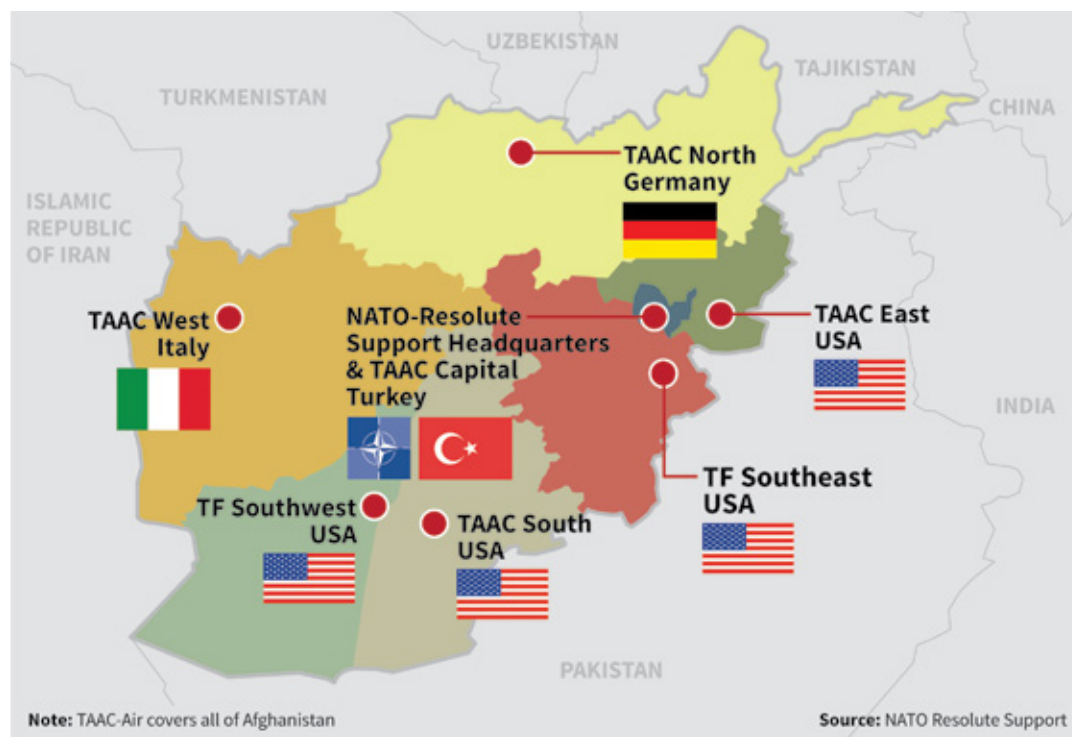 UZBEKISTAN
TAJIKISTAN
TURKMENISTAN
CHINA
TAAC North
Germany
ISLAMIC
REPUBLIC
OF IRAN
TAAC West
Italy
NATO-Resolute
Support Headquarters
& TAAC Capital
Turkey
TAAC East
USA
INDIA
TF Southeast
USA
TF Southwest
USA
TAAC South
USA
PAKISTAN
Note: TAAC-Air covers all of Afghanistan
Source: NATO Resolute Support